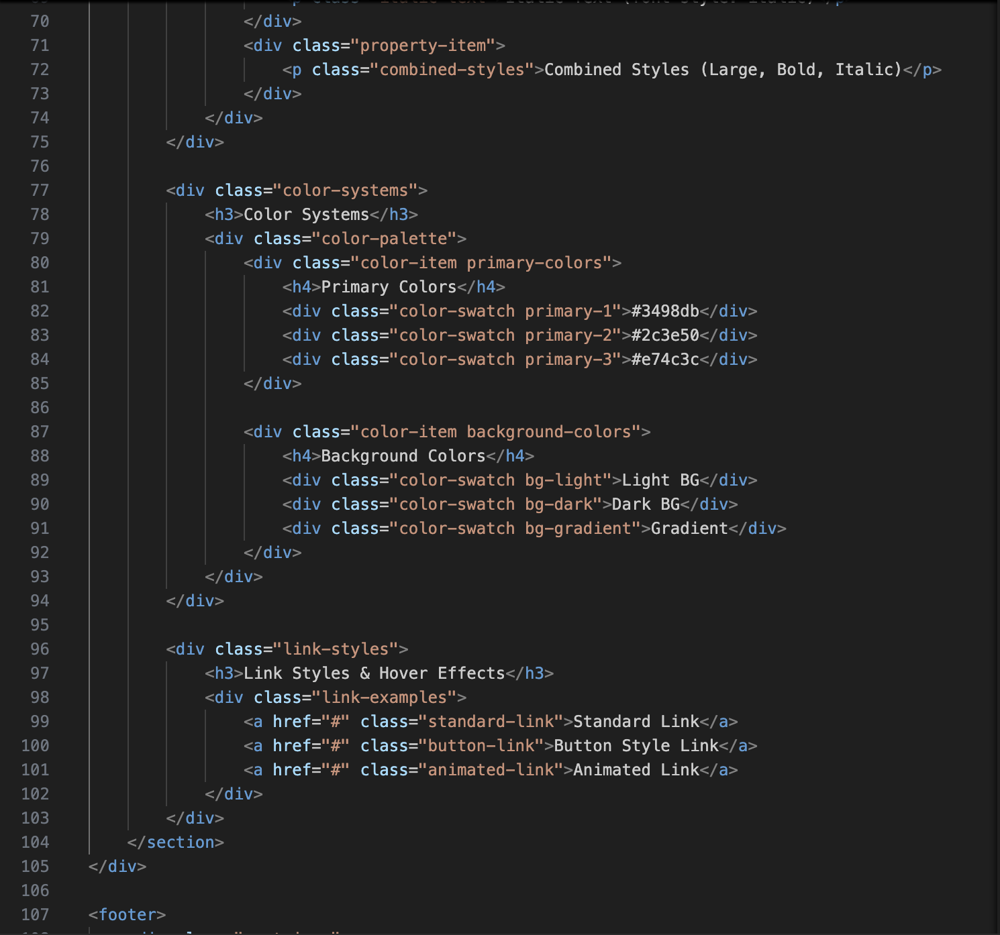 70 </div>
71 <div class="property-item">
72 <p class="combined-styles">Combined Styles (Large, Bold, Italic)</p>
73 </div>
74 </div>
75 </div>
76
77 <div class="color-systems">
78 <h3>Color Systems</h3>
79 <div class="color-palette">
80 <div class="color-item primary-colors">
81 <h4>Primary Colors</h4>
82 <div class="color-swatch primary-1">#3498db</div>
83 <div class="color-swatch primary-2">#2c3e50</div>
84 <div class="color-swatch primary-3">#e74c3c</div>
85 </div>
86
87 <div class="color-item background-colors">
88 <h4>Background Colors</h4>
89 <div class="color-swatch bg-light">Light BG</div>
90 <div class="color-swatch bg-dark">Dark BG</div>
91 <div class="color-swatch bg-gradient">Gradient</div>
92 </div>
93 </div>
94 </div>
95
96 <div class="link-styles">
97 <h3>Link Styles & Hover Effects</h3>
98 <div class="link-examples">
99 <a href="#" class="standard-link">Standard Link</a>
100 <a href="#" class="button-link">Button Style Link</a>
101 <a href="#" class="animated-link">Animated Link</a>
102 </div>
103 </div>
104 </section>
105 </div>
106
107 <footer>